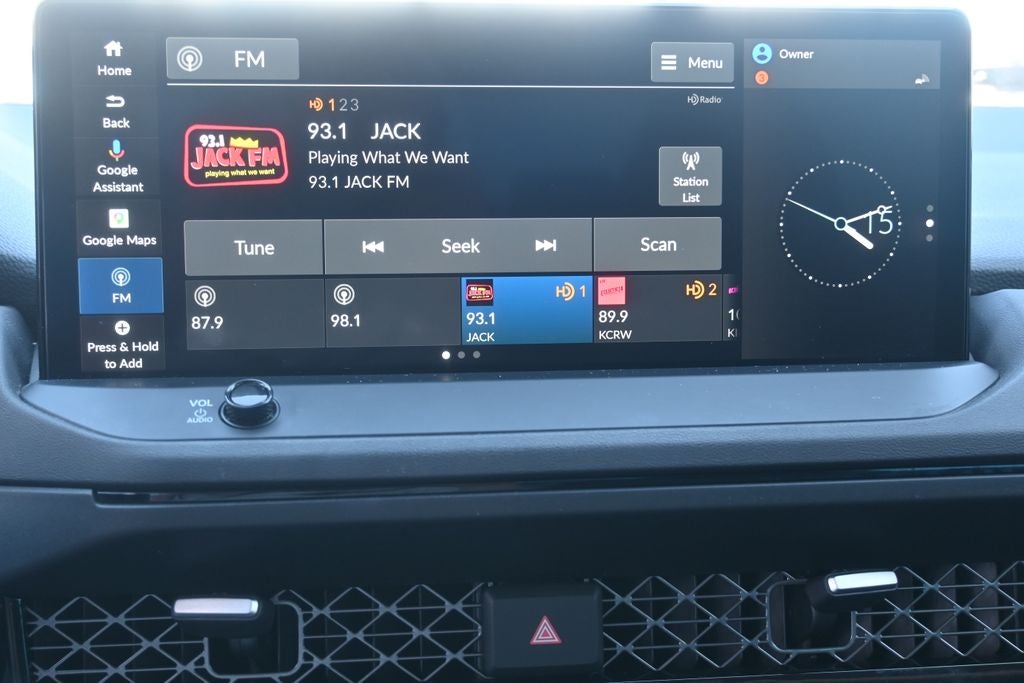 Home
Back
Google
Assistant
Google Maps
FM
Press & Hold
to Add
FM
Menu
HD 1 2 3
HD Radio
93.1 JACK
Playing What We Want
93.1 JACK FM
93.1
JACK FM
playing what we want
Station
List
Tune
Seek
Scan
87.9
98.1
HD 1
93.1
JACK
HD 2
89.9
KCRW
Owner
3
15
VOL
AUDIO